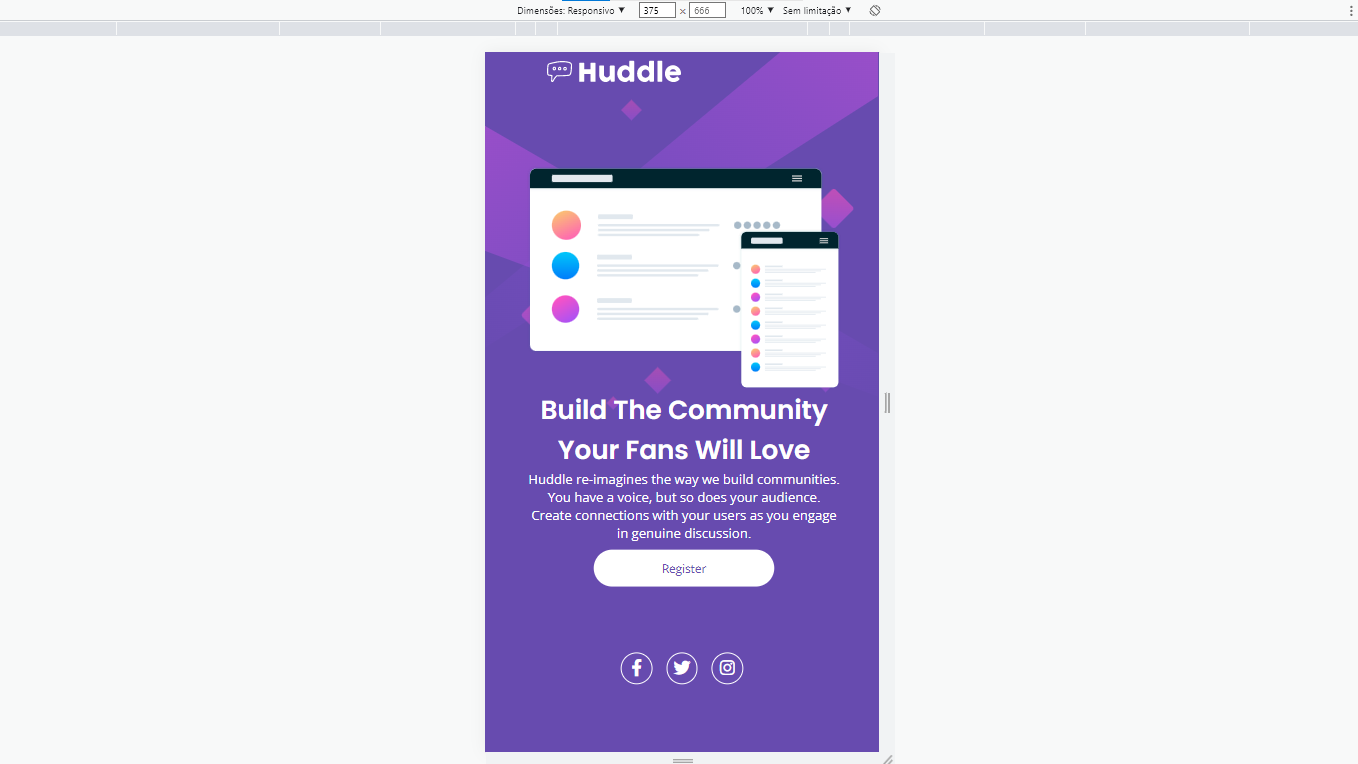 Dimensões: Responsivo ▼ 375 × 666 100% ▼ Sem limitação ▼
Huddle
Build The Community
Your Fans Will Love
Huddle re-imagines the way we build communities.
You have a voice, but so does your audience.
Create connections with your users as you engage
in genuine discussion.
Register